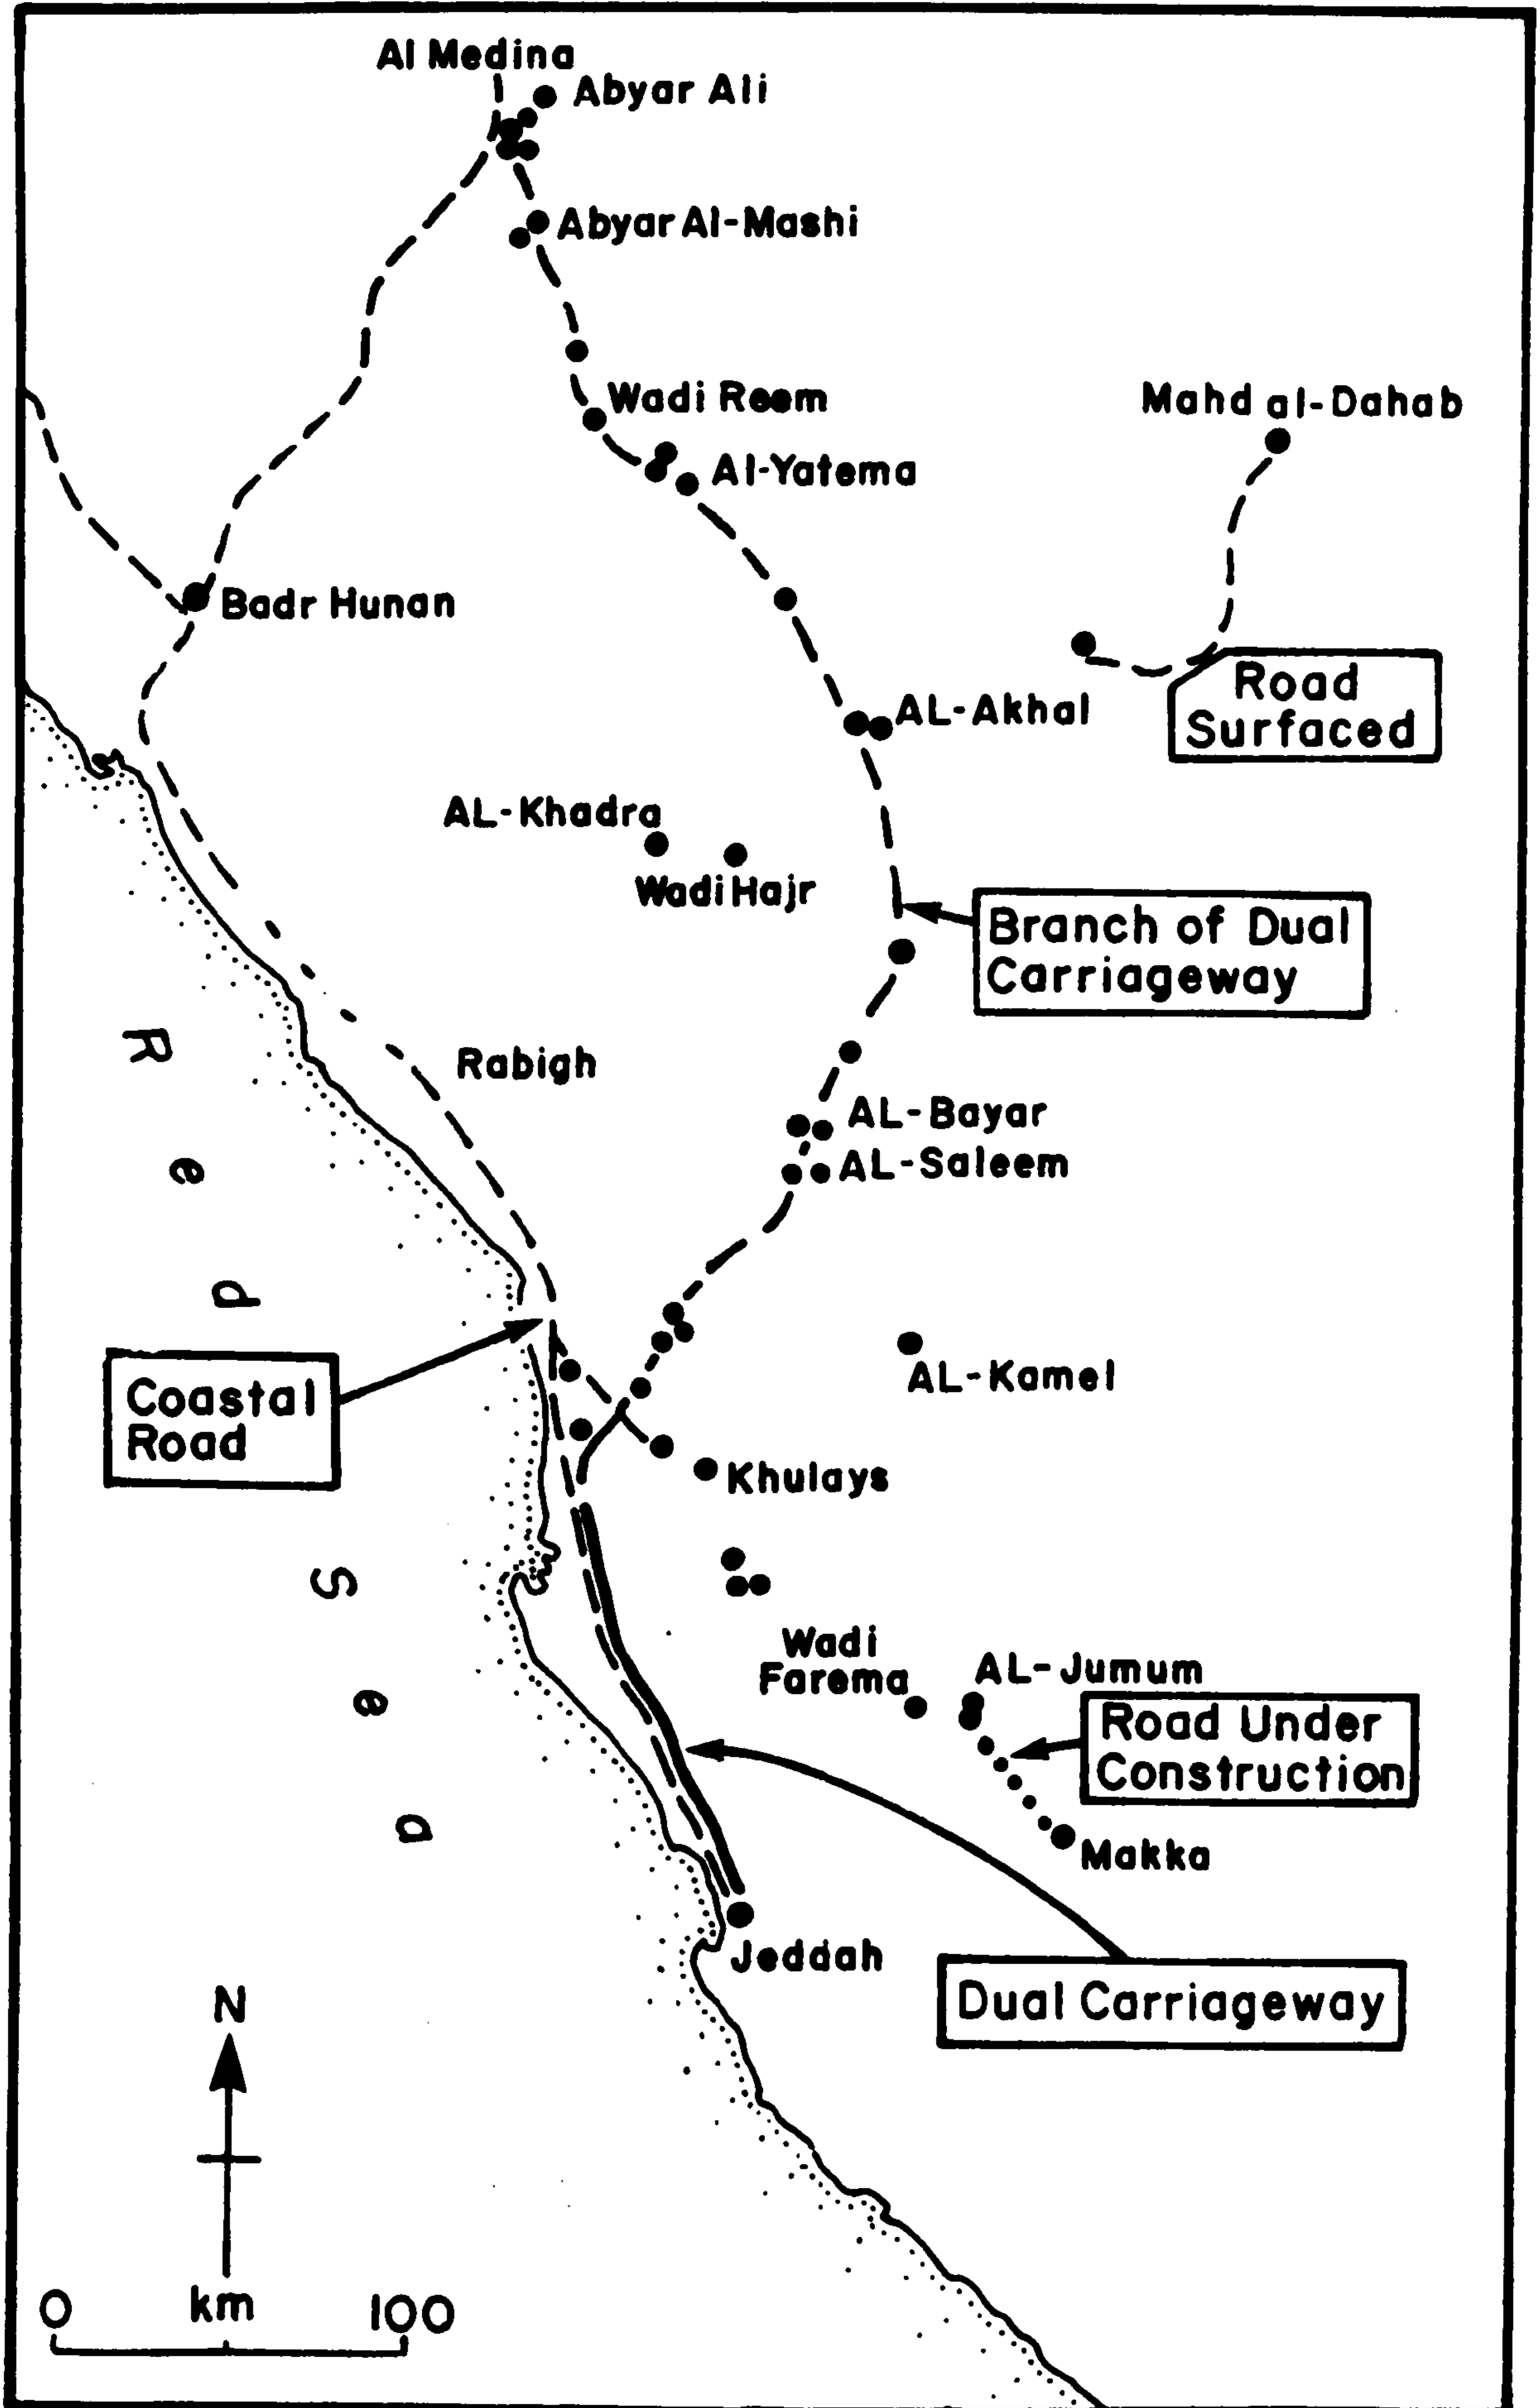 Al Medina
Abyar Ali
Abyar Al-Mashi
Wadi Reem
Mahd al-Dahab
Al-Yatema
Badr Hunan
Road
Surfaced
AL-Akhal
AL-Khadra
Wadi Hajr
Branch of Dual
Carriageway
Rabigh
AL-Bayar
AL-Saleem
Red Sea
Coastal
Road
AL-Kamel
Khulays
Wadi
Farema
AL-Jumum
Road Under
Construction
Makka
Jeddah
Dual Carriageway
N
0 km 100